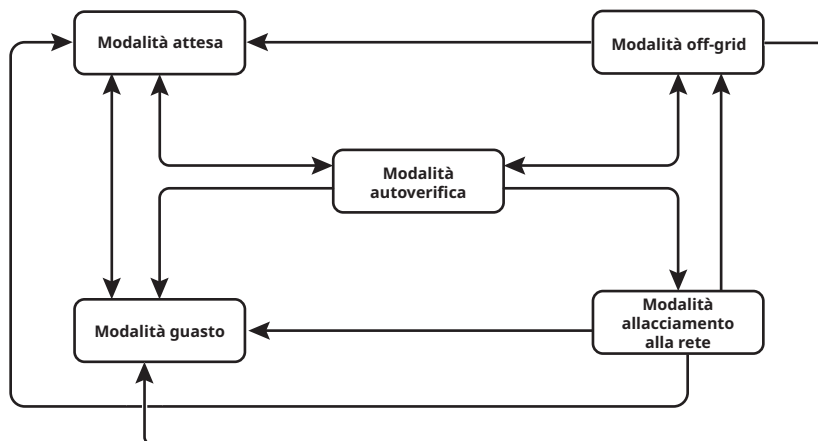 Modalità attesa
Modalità off-grid
Modalità
autoverifica
Modalità guasto
Modalità
allacciamento
alla rete